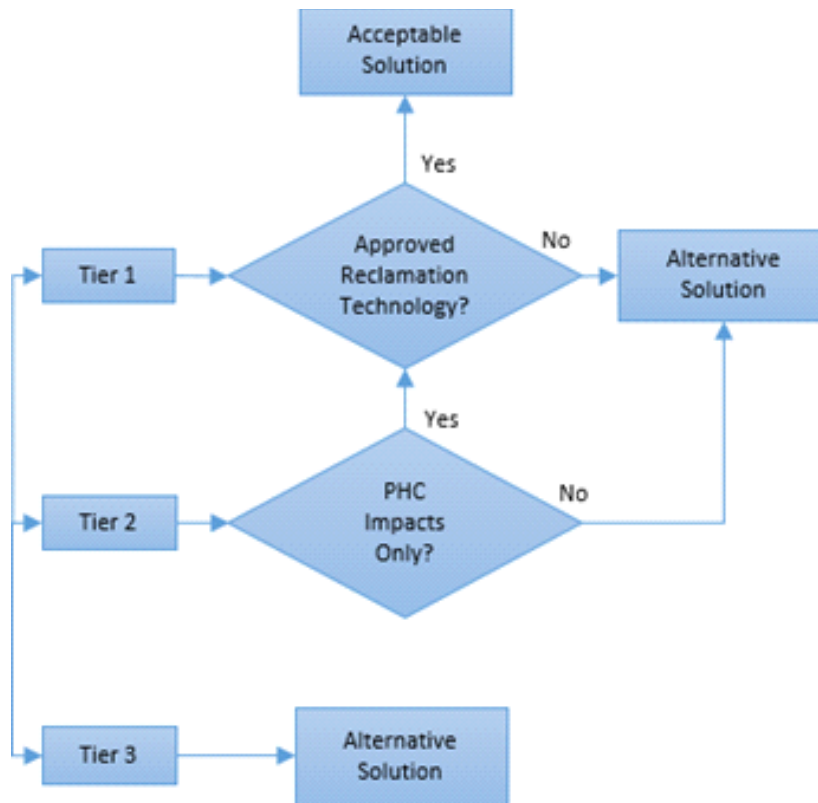 Acceptable
Solution
Yes
Tier 1
Approved
Reclamation
Technology?
No
Alternative
Solution
Yes
Tier 2
PHC
Impacts
Only?
No
Tier 3
Alternative
Solution